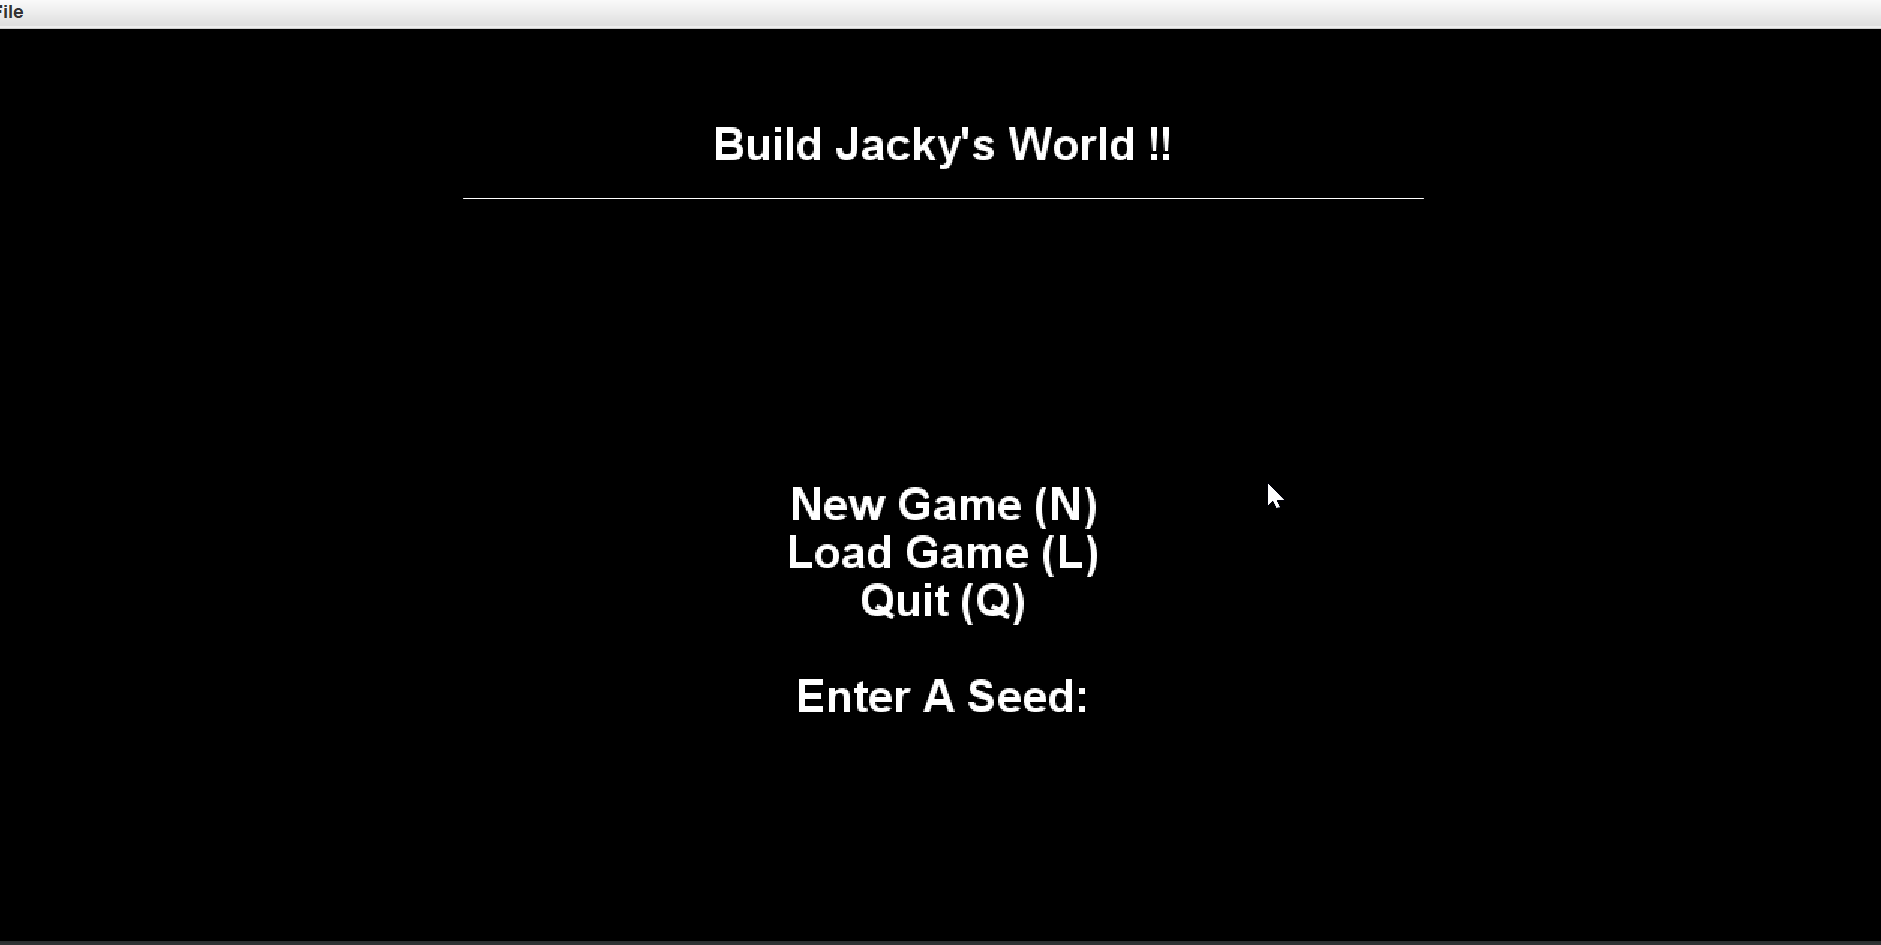 File
Build Jacky's World !!
New Game (N)
Load Game (L)
Quit (Q)
Enter A Seed: